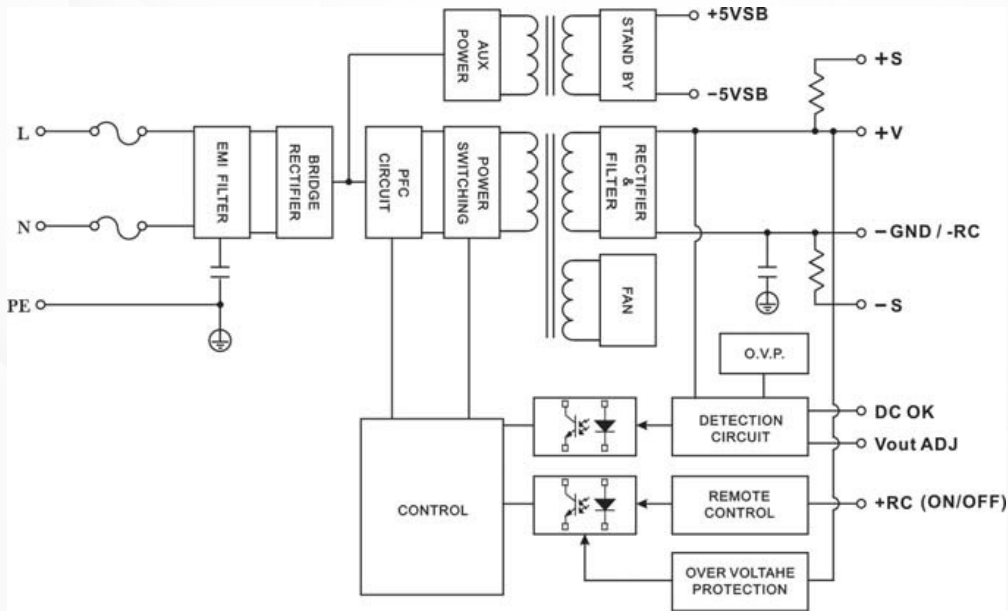 +5VSB
AUX
POWER
STAND BY
−5VSB
+S
L
EMI FILTER
BRIDGE
RECTIFIER
PFC
CIRCUIT
POWER
SWITCHING
RECTIFIER
&
FILTER
+V
N
−GND / -RC
PE
FAN
−S
O.V.P.
DETECTION
CIRCUIT
DC OK
Vout ADJ
CONTROL
REMOTE
CONTROL
+RC (ON/OFF)
OVER VOLTAHE
PROTECTION